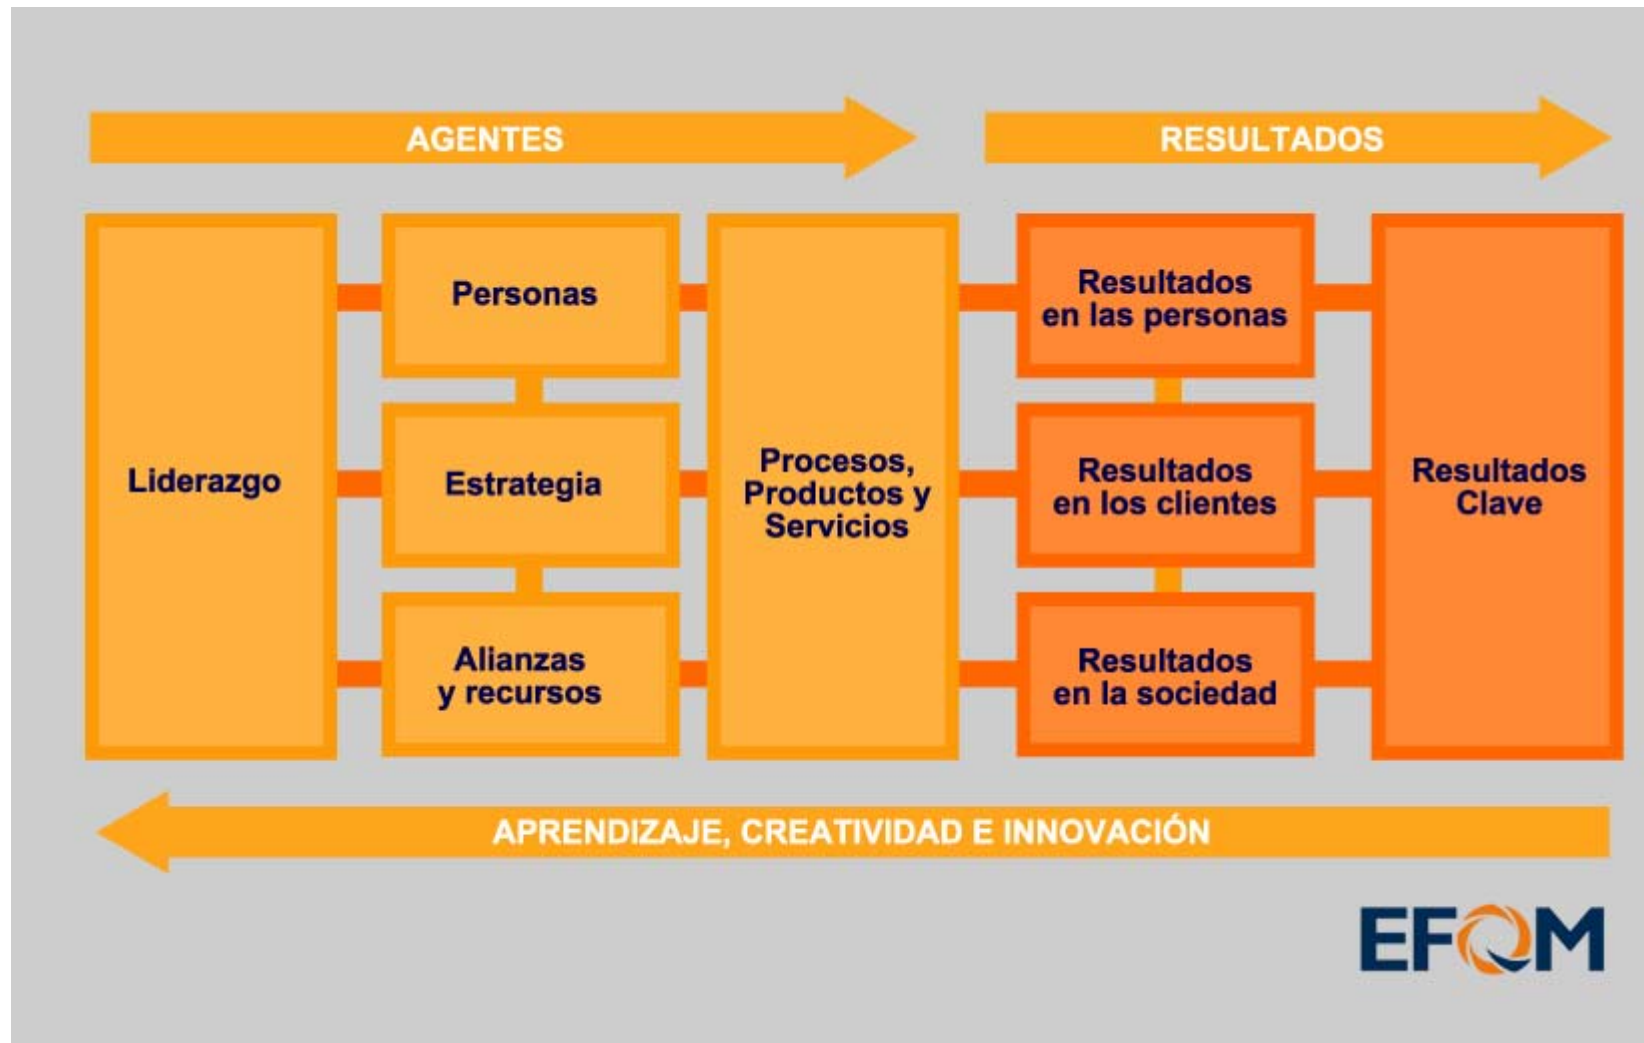 AGENTES
RESULTADOS
Liderazgo
Personas
Estrategia
Alianzas
y recursos
Procesos,
Productos y
Servicios
Resultados
en las personas
Resultados
en los clientes
Resultados
en la sociedad
Resultados
Clave
APRENDIZAJE, CREATIVIDAD E INNOVACIÓN
EFQM